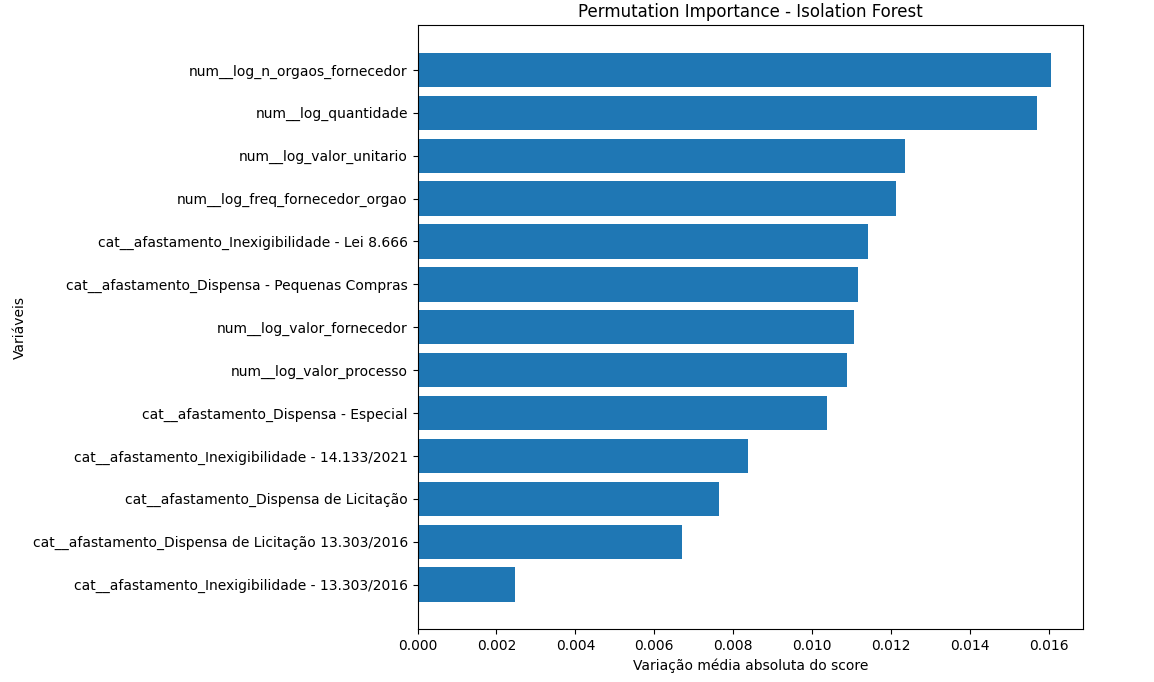 Permutation Importance - Isolation Forest
num__log_n_orgaos_fornecedor
num__log_quantidade
num__log_valor_unitario
num__log_freq_fornecedor_orgao
cat__afastamento_Inexigibilidade - Lei 8.666
cat__afastamento_Dispensa - Pequenas Compras
num__log_valor_fornecedor
num__log_valor_processo
cat__afastamento_Dispensa - Especial
cat__afastamento_Inexigibilidade - 14.133/2021
cat__afastamento_Dispensa de Licitação
cat__afastamento_Dispensa de Licitação 13.303/2016
cat__afastamento_Inexigibilidade - 13.303/2016
Variáveis
0.000 0.002 0.004 0.006 0.008 0.010 0.012 0.014 0.016
Variação média absoluta do score